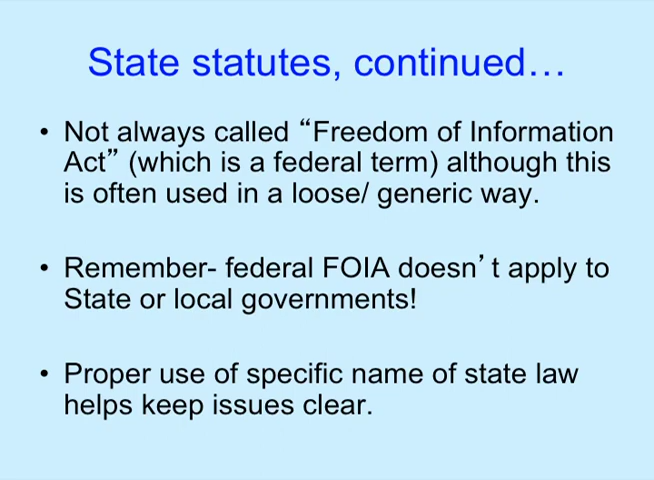 State statutes, continued…
• Not always called “Freedom of Information
Act” (which is a federal term) although this
is often used in a loose/ generic way.
• Remember- federal FOIA doesn’t apply to
State or local governments!
• Proper use of specific name of state law
helps keep issues clear.